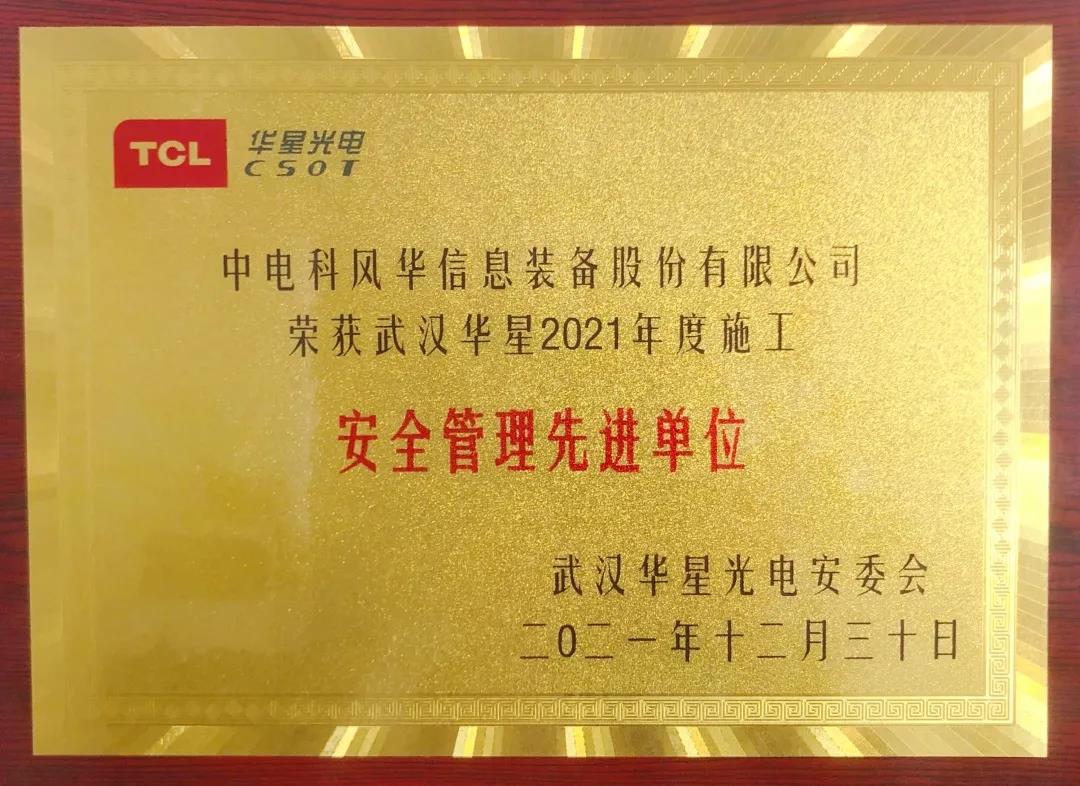 TCL 华星光电
CSOT
中电科风华信息装备股份有限公司
荣获武汉华星2021年度施工
安全管理先进单位
武汉华星光电安委会
二0二一年十二月三十日